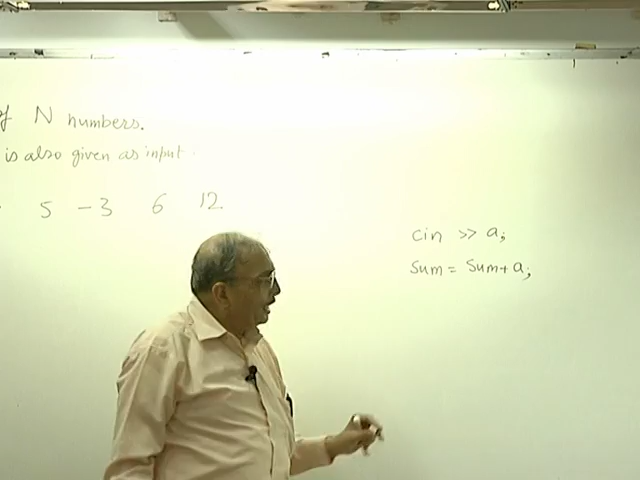 of N numbers.
is also given as input.
5 -3 6 12
cin >> a;
sum = sum+a;